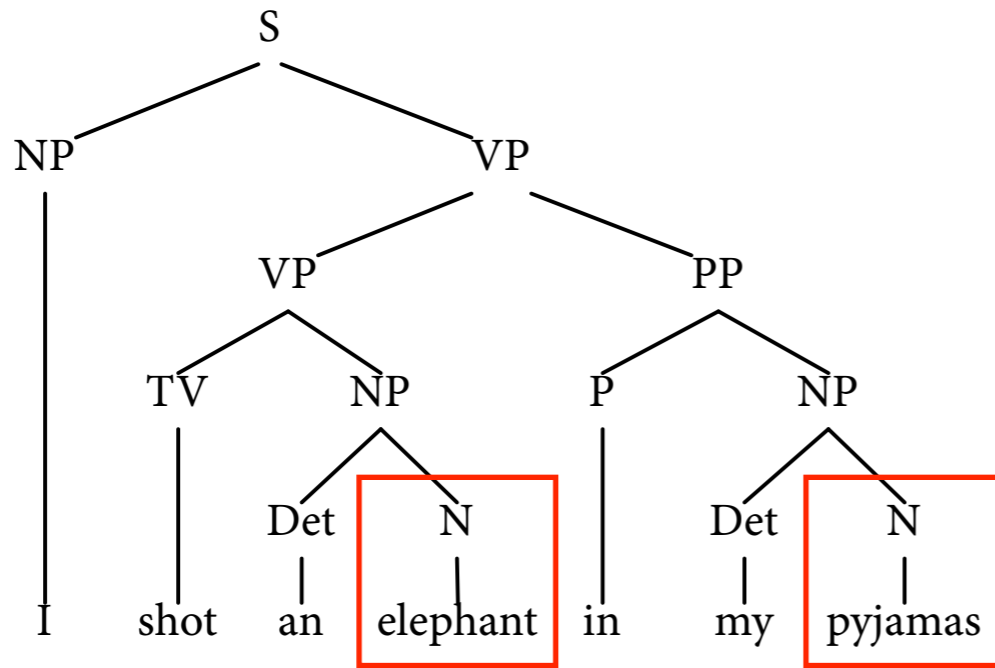 S
NP VP
VP PP
TV NP P NP
Det N Det N
I shot an elephant in my pyjamas